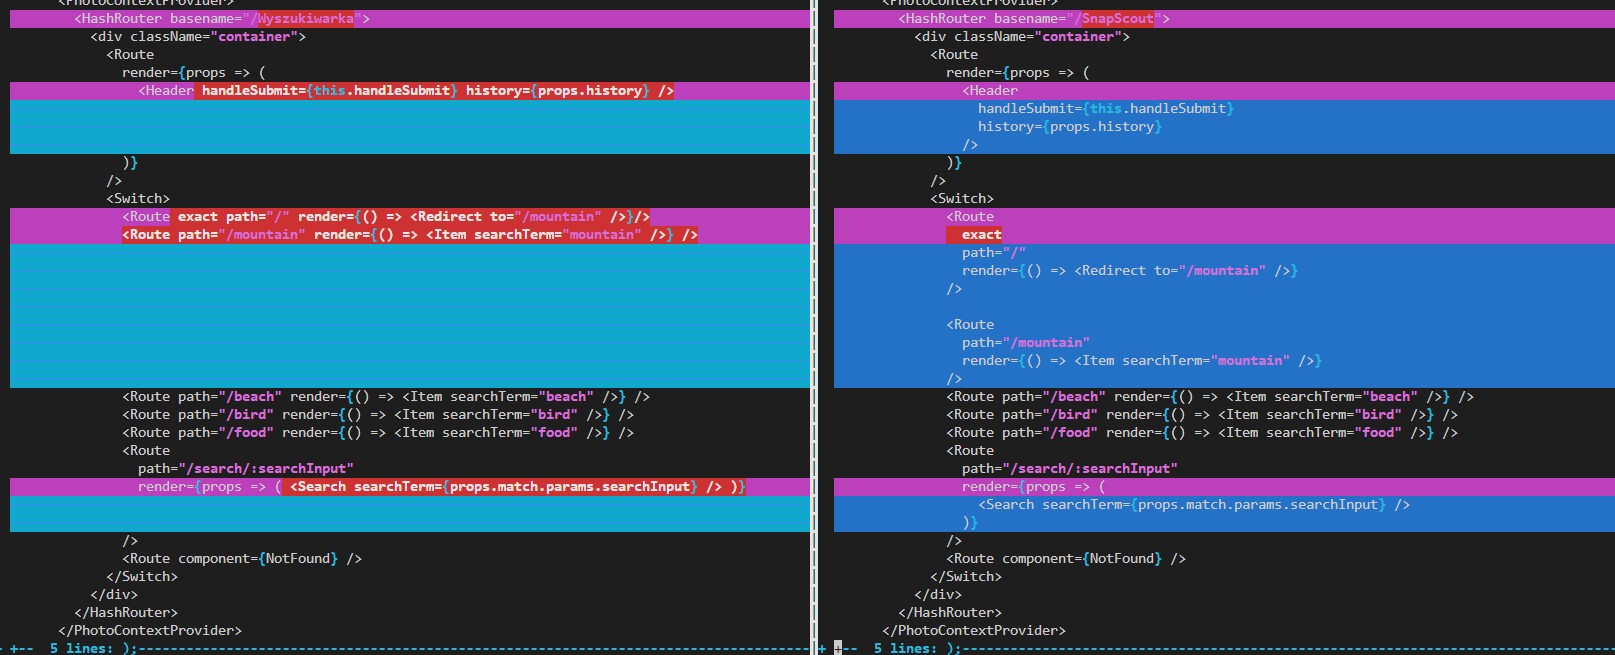 <PhotoContextProvider>
<HashRouter basename="/Wyszukiwarka">
<div className="container">
<Route
render={props => (
<Header handleSubmit={this.handleSubmit} history={props.history} />
)}
/>
<Switch>
<Route exact path="/" render={() => <Redirect to="/mountain" />}/>
<Route path="/mountain" render={() => <Item searchTerm="mountain" />} />
<Route path="/beach" render={() => <Item searchTerm="beach" />} />
<Route path="/bird" render={() => <Item searchTerm="bird" />} />
<Route path="/food" render={() => <Item searchTerm="food" />} />
<Route
path="/search/:searchInput"
render={props => ( <Search searchTerm={props.match.params.searchInput} /> )}
/>
<Route component={NotFound} />
</Switch>
</div>
</HashRouter>
</PhotoContextProvider>
+-- 5 lines: );---------------------------------------------------------------
<PhotoContextProvider>
<HashRouter basename="/SnapScout">
<div className="container">
<Route
render={props => (
<Header
handleSubmit={this.handleSubmit}
history={props.history}
/>
)}
/>
<Switch>
<Route
exact
path="/"
render={() => <Redirect to="/mountain" />}
/>
<Route
path="/mountain"
render={() => <Item searchTerm="mountain" />}
/>
<Route path="/beach" render={() => <Item searchTerm="beach" />} />
<Route path="/bird" render={() => <Item searchTerm="bird" />} />
<Route path="/food" render={() => <Item searchTerm="food" />} />
<Route
path="/search/:searchInput"
render={props => (
<Search searchTerm={props.match.params.searchInput} />
)}
/>
<Route component={NotFound} />
</Switch>
</div>
</HashRouter>
</PhotoContextProvider>
+ +-- 5 lines: );---------------------------------------------------------------